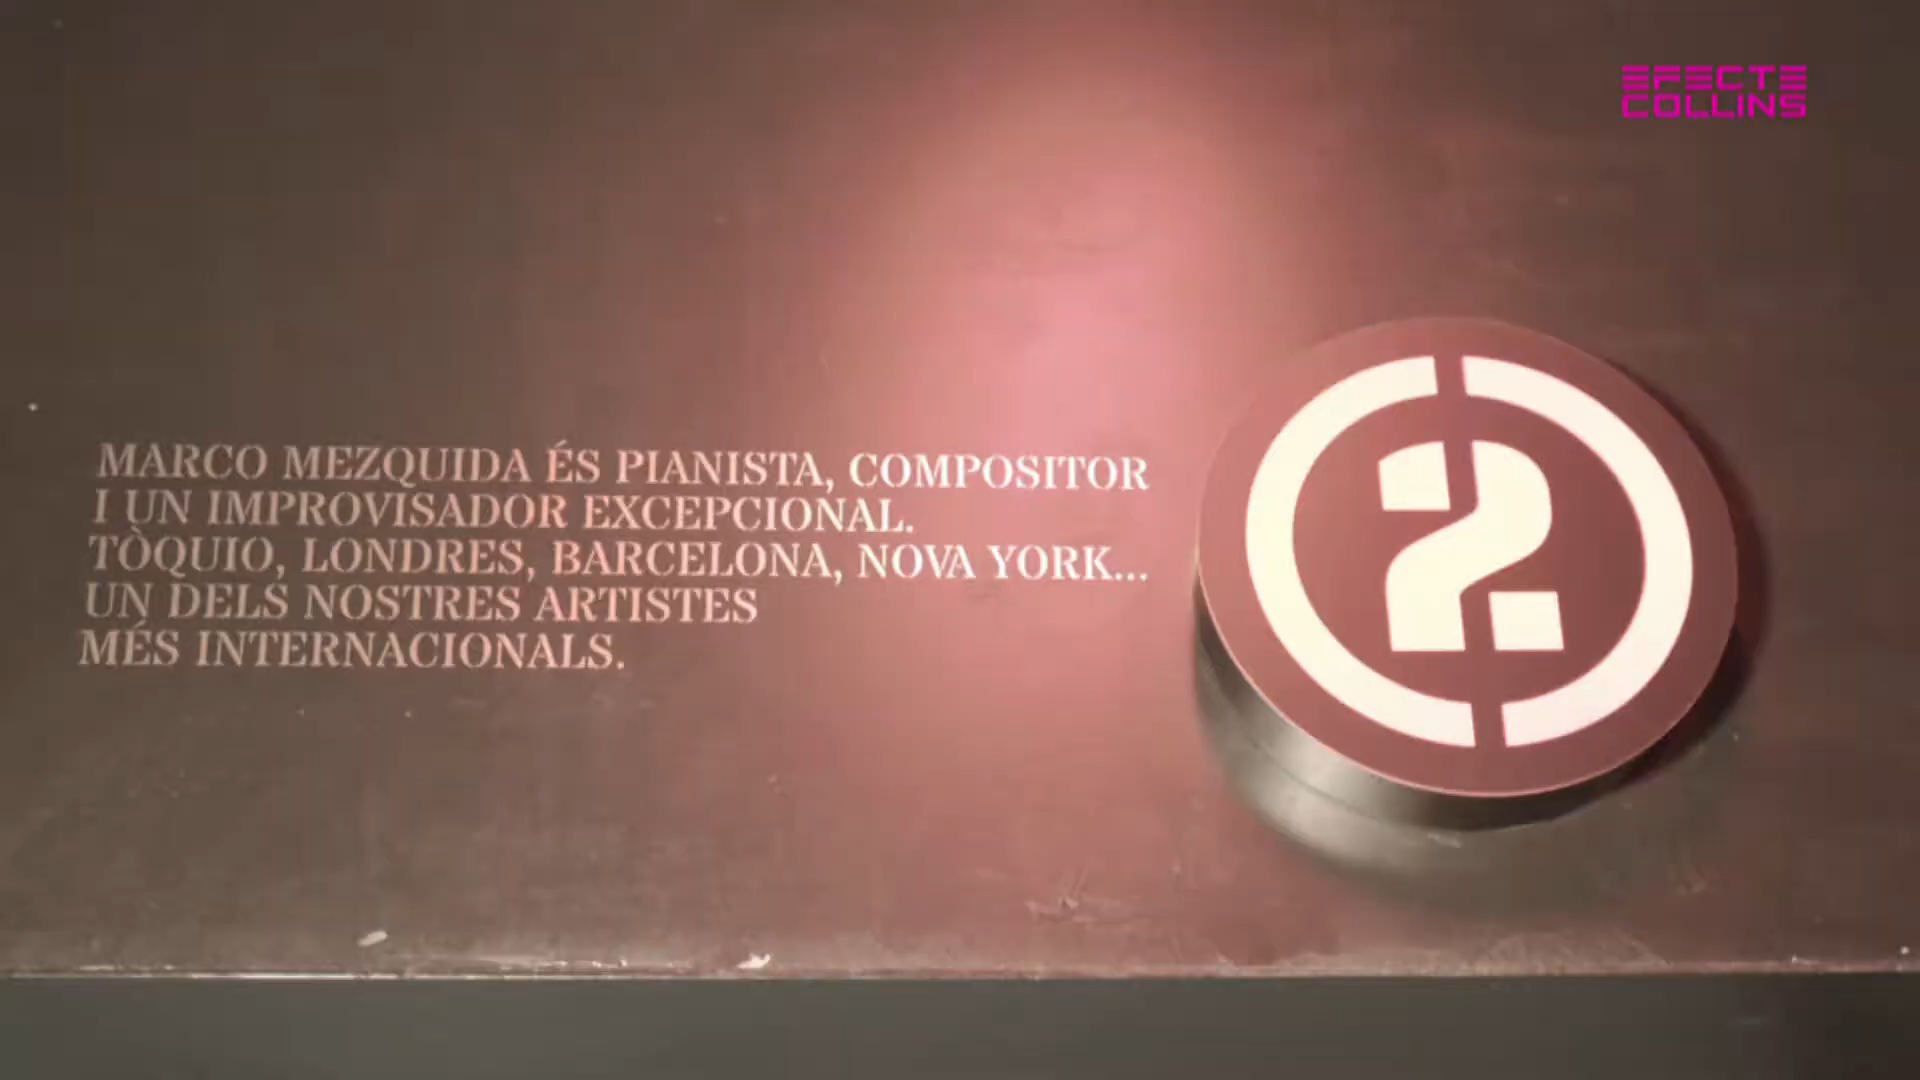 EFECTE
COLLINS
MARCO MEZQUIDA ÉS PIANISTA, COMPOSITOR
I UN IMPROVISADOR EXCEPCIONAL.
TÒQUIO, LONDRES, BARCELONA, NOVA YORK...
UN DELS NOSTRES ARTISTES
MÉS INTERNACIONALS.
2